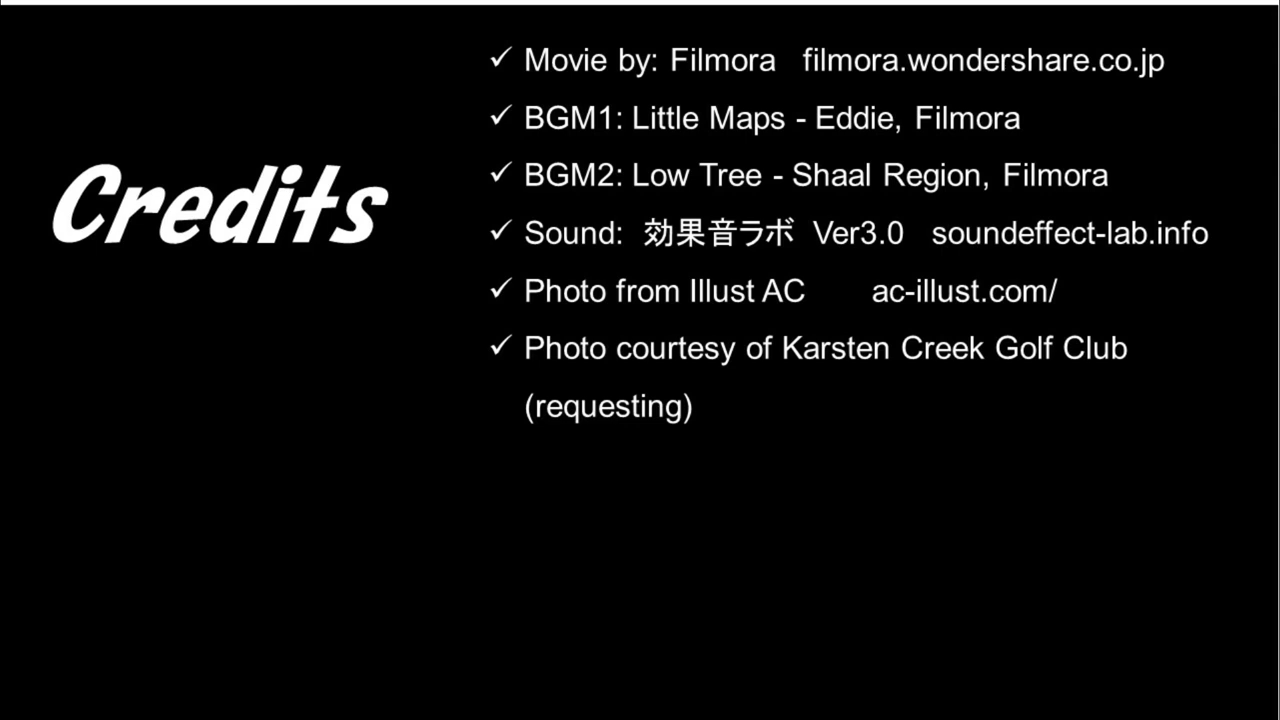 Credits
✓ Movie by: Filmora filmora.wondershare.co.jp
✓ BGM1: Little Maps - Eddie, Filmora
✓ BGM2: Low Tree - Shaal Region, Filmora
✓ Sound: 効果音ラボ Ver3.0 soundeffect-lab.info
✓ Photo from Illust AC ac-illust.com/
✓ Photo courtesy of Karsten Creek Golf Club
(requesting)